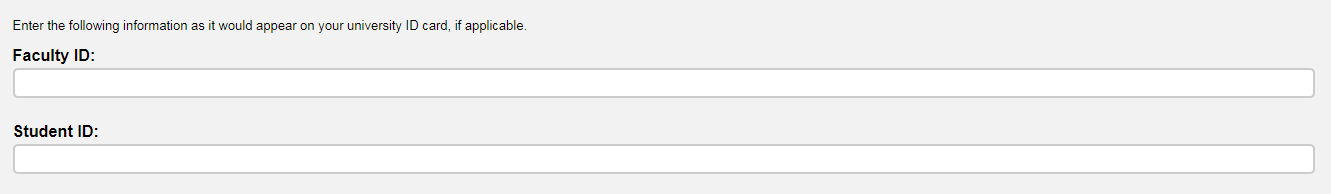 Enter the following information as it would appear on your university ID card, if applicable.
Faculty ID:
Student ID: